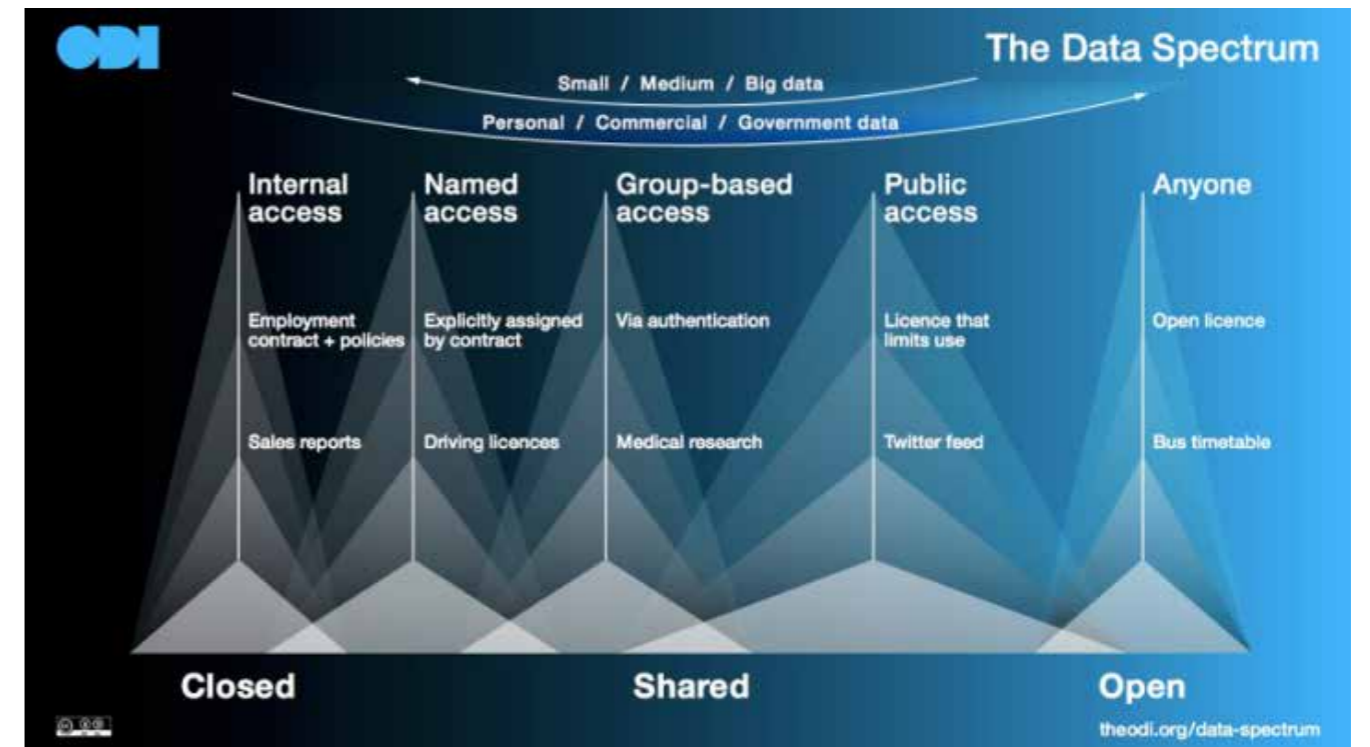 ODI
The Data Spectrum
Small / Medium / Big data
Personal / Commercial / Government data
Internal
access
Named
access
Group-based
access
Public
access
Anyone
Employment
contract + policies
Explicitly assigned
by contract
Via authentication
Licence that
limits use
Open licence
Sales reports
Driving licences
Medical research
Twitter feed
Bus timetable
Closed
Shared
Open
theodi.org/data-spectrum